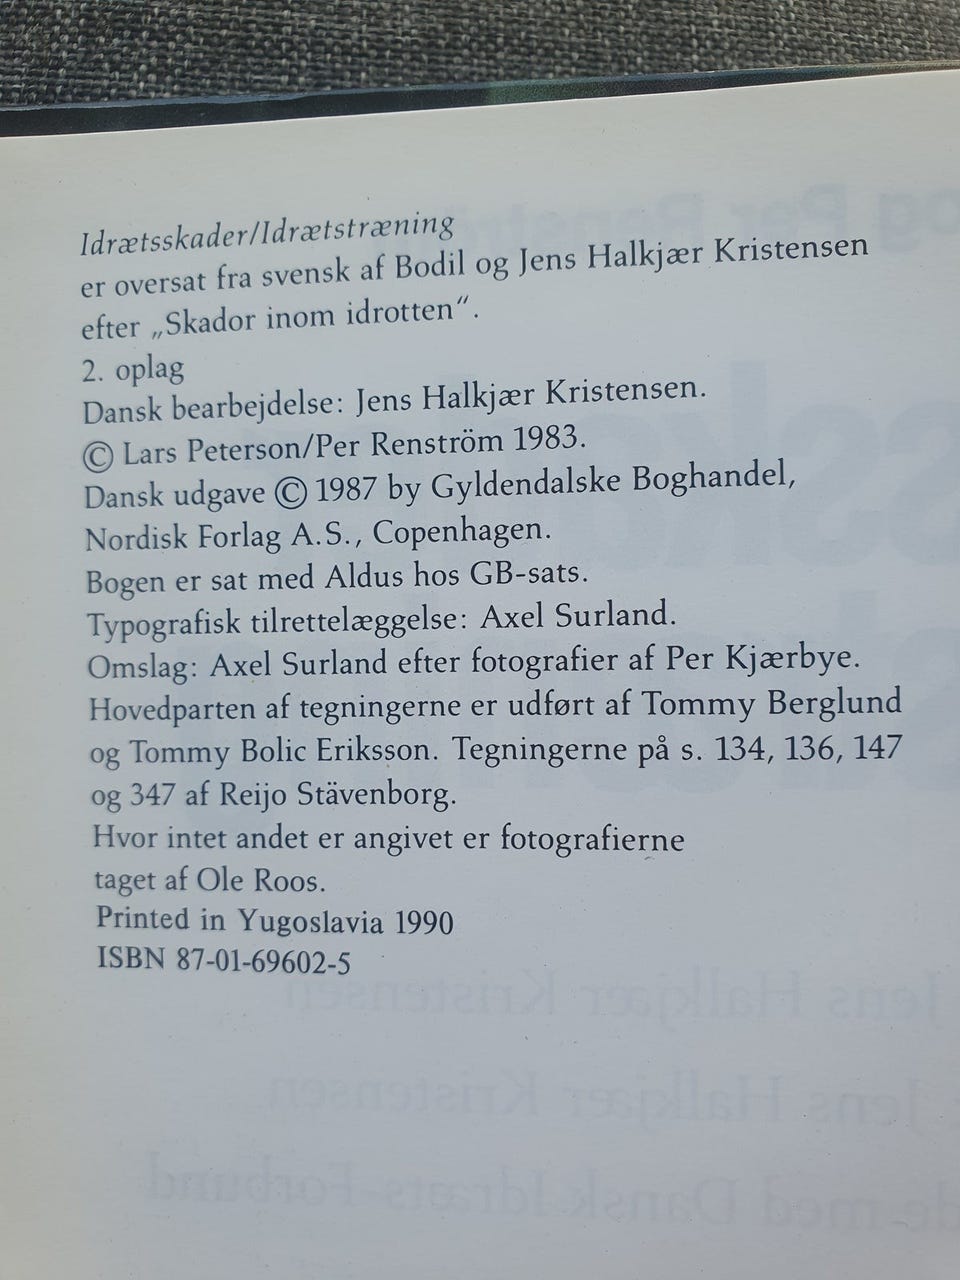 Idrætsskader/Idrætstræning
er oversat fra svensk af Bodil og Jens Halkjær Kristensen
efter „Skador inom idrotten“.
2. oplag
Dansk bearbejdelse: Jens Halkjær Kristensen.
© Lars Peterson/Per Renström 1983.
Dansk udgave © 1987 by Gyldendalske Boghandel,
Nordisk Forlag A.S., Copenhagen.
Bogen er sat med Aldus hos GB-sats.
Typografisk tilrettelæggelse: Axel Surland.
Omslag: Axel Surland efter fotografier af Per Kjærbye.
Hovedparten af tegningerne er udført af Tommy Berglund
og Tommy Bolic Eriksson. Tegningerne på s. 134, 136, 147
og 347 af Reijo Stävenborg.
Hvor intet andet er angivet er fotografierne
taget af Ole Roos.
Printed in Yugoslavia 1990
ISBN 87-01-69602-5